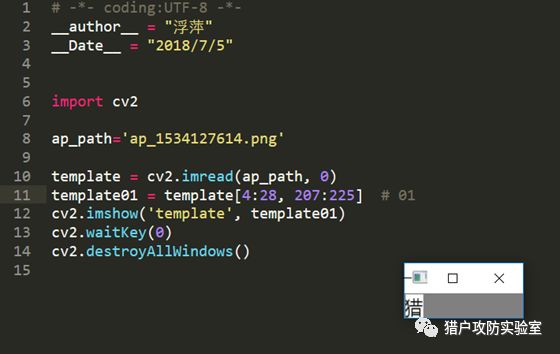 1 # -*- coding:UTF-8 -*-
2 __author__ = "浮萍"
3 __Date__ = "2018/7/5"
4
5
6 import cv2
7
8 ap_path='ap_1534127614.png'
9
10 template = cv2.imread(ap_path, 0)
11 template01 = template[4:28, 207:225]  # 01
12 cv2.imshow('template', template01)
13 cv2.waitKey(0)
14 cv2.destroyAllWindows()
15
猎
猎户攻防实验室